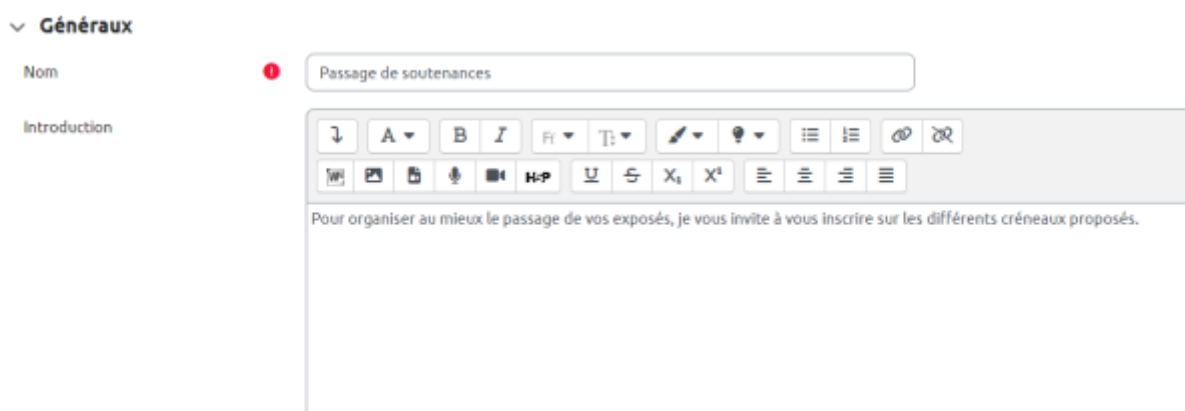 Généraux
Nom
Passage de soutenances
Introduction
A B I Fr T
W H-P U S X₁ X²
Pour organiser au mieux le passage de vos exposés, je vous invite à vous inscrire sur les différents créneaux proposés.